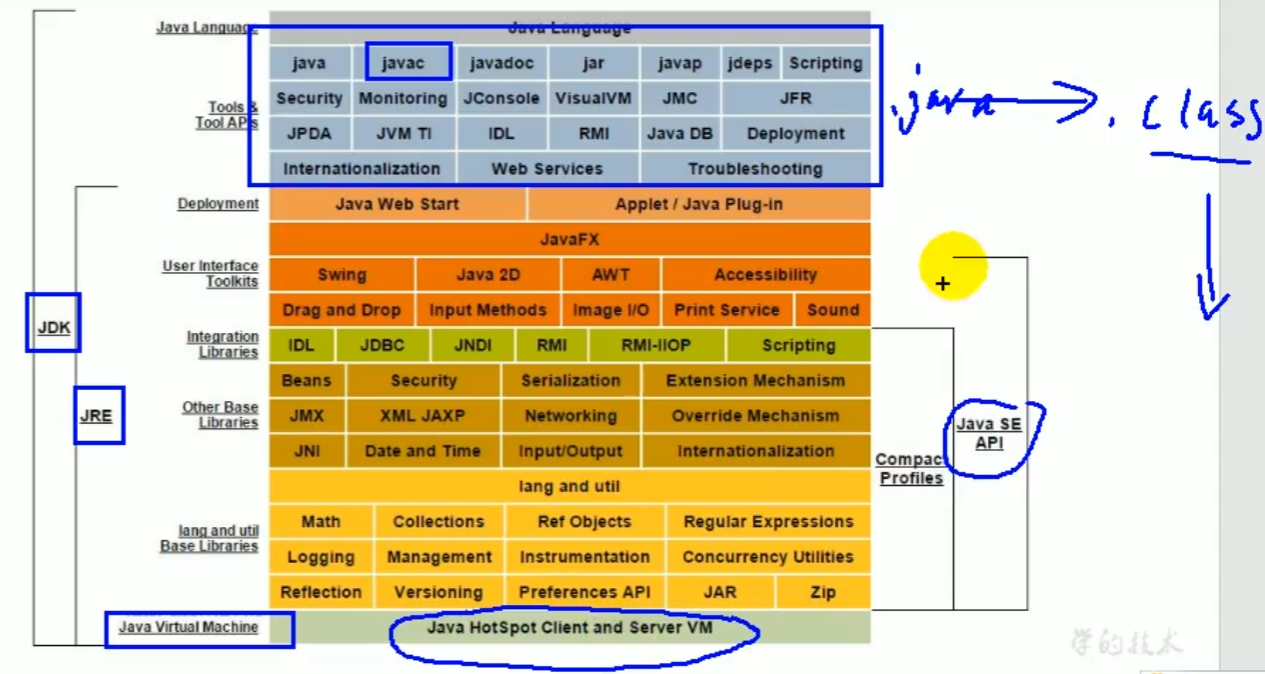 Java Language Java Language
java javac javadoc jar javap jdeps Scripting
Tools & Tool APIs
Security Monitoring JConsole VisualVM JMC JFR
.java .class
JPDA JVM TI IDL RMI Java DB Deployment
Internationalization Web Services Troubleshooting
Deployment Java Web Start Applet / Java Plug-in
JavaFX
User Interface Toolkits
Swing Java 2D AWT Accessibility
Drag and Drop Input Methods Image I/O Print Service Sound
JDK
Integration Libraries
IDL JDBC JNDI RMI RMI-IIOP Scripting
Beans Security Serialization Extension Mechanism
JRE
Other Base Libraries
JMX XML JAXP Networking Override Mechanism
Java SE API
JNI Date and Time Input/Output Internationalization
Compac Profiles
lang and util
lang and util Base Libraries
Math Collections Ref Objects Regular Expressions
Logging Management Instrumentation Concurrency Utilities
Reflection Versioning Preferences API JAR Zip
Java Virtual Machine Java HotSpot Client and Server VM
学的技术